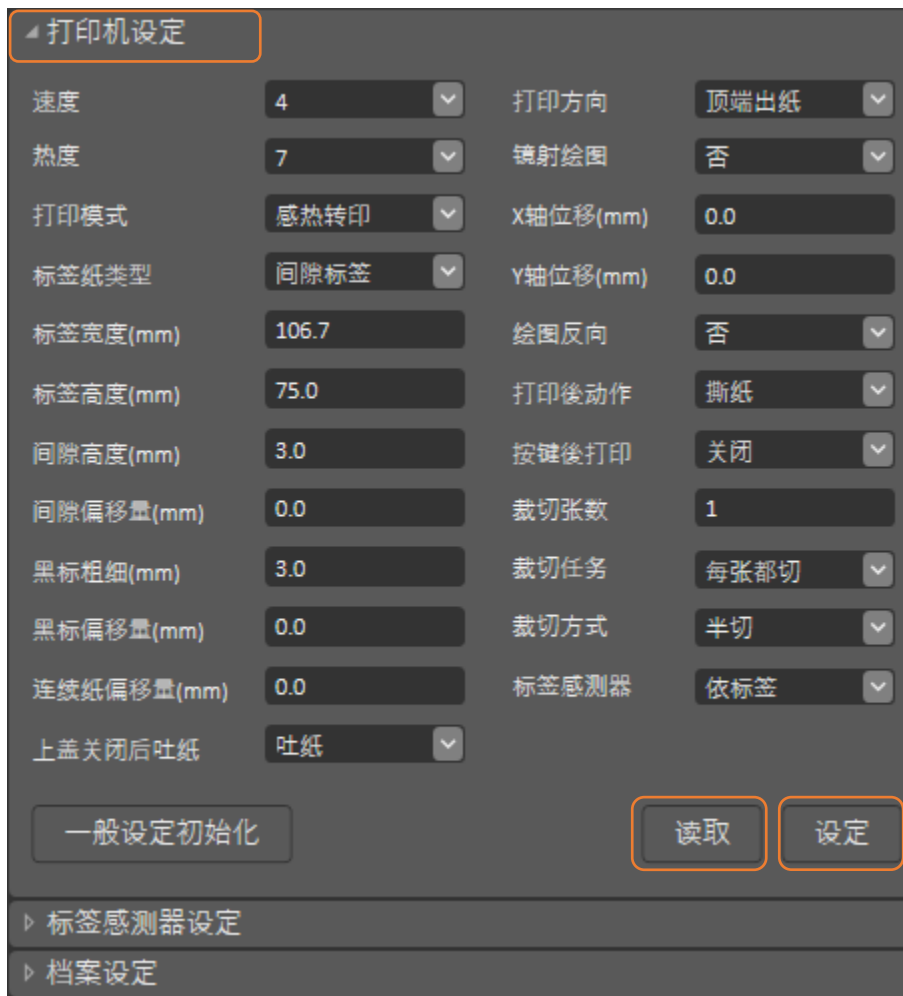 打印机设定
速度 4 打印方向 顶端出纸
热度 7 镜射绘图 否
打印模式 感热转印 X轴位移(mm) 0.0
标签纸类型 间隙标签 Y轴位移(mm) 0.0
标签宽度(mm) 106.7 绘图反向 否
标签高度(mm) 75.0 打印後动作 撕纸
间隙高度(mm) 3.0 按键後打印 关闭
间隙偏移量(mm) 0.0 裁切张数 1
黑标粗细(mm) 3.0 裁切任务 每张都切
黑标偏移量(mm) 0.0 裁切方式 半切
连续纸偏移量(mm) 0.0 标签感测器 依标签
上盖关闭后吐纸 吐纸
一般设定初始化 读取 设定
标签感测器设定
档案设定